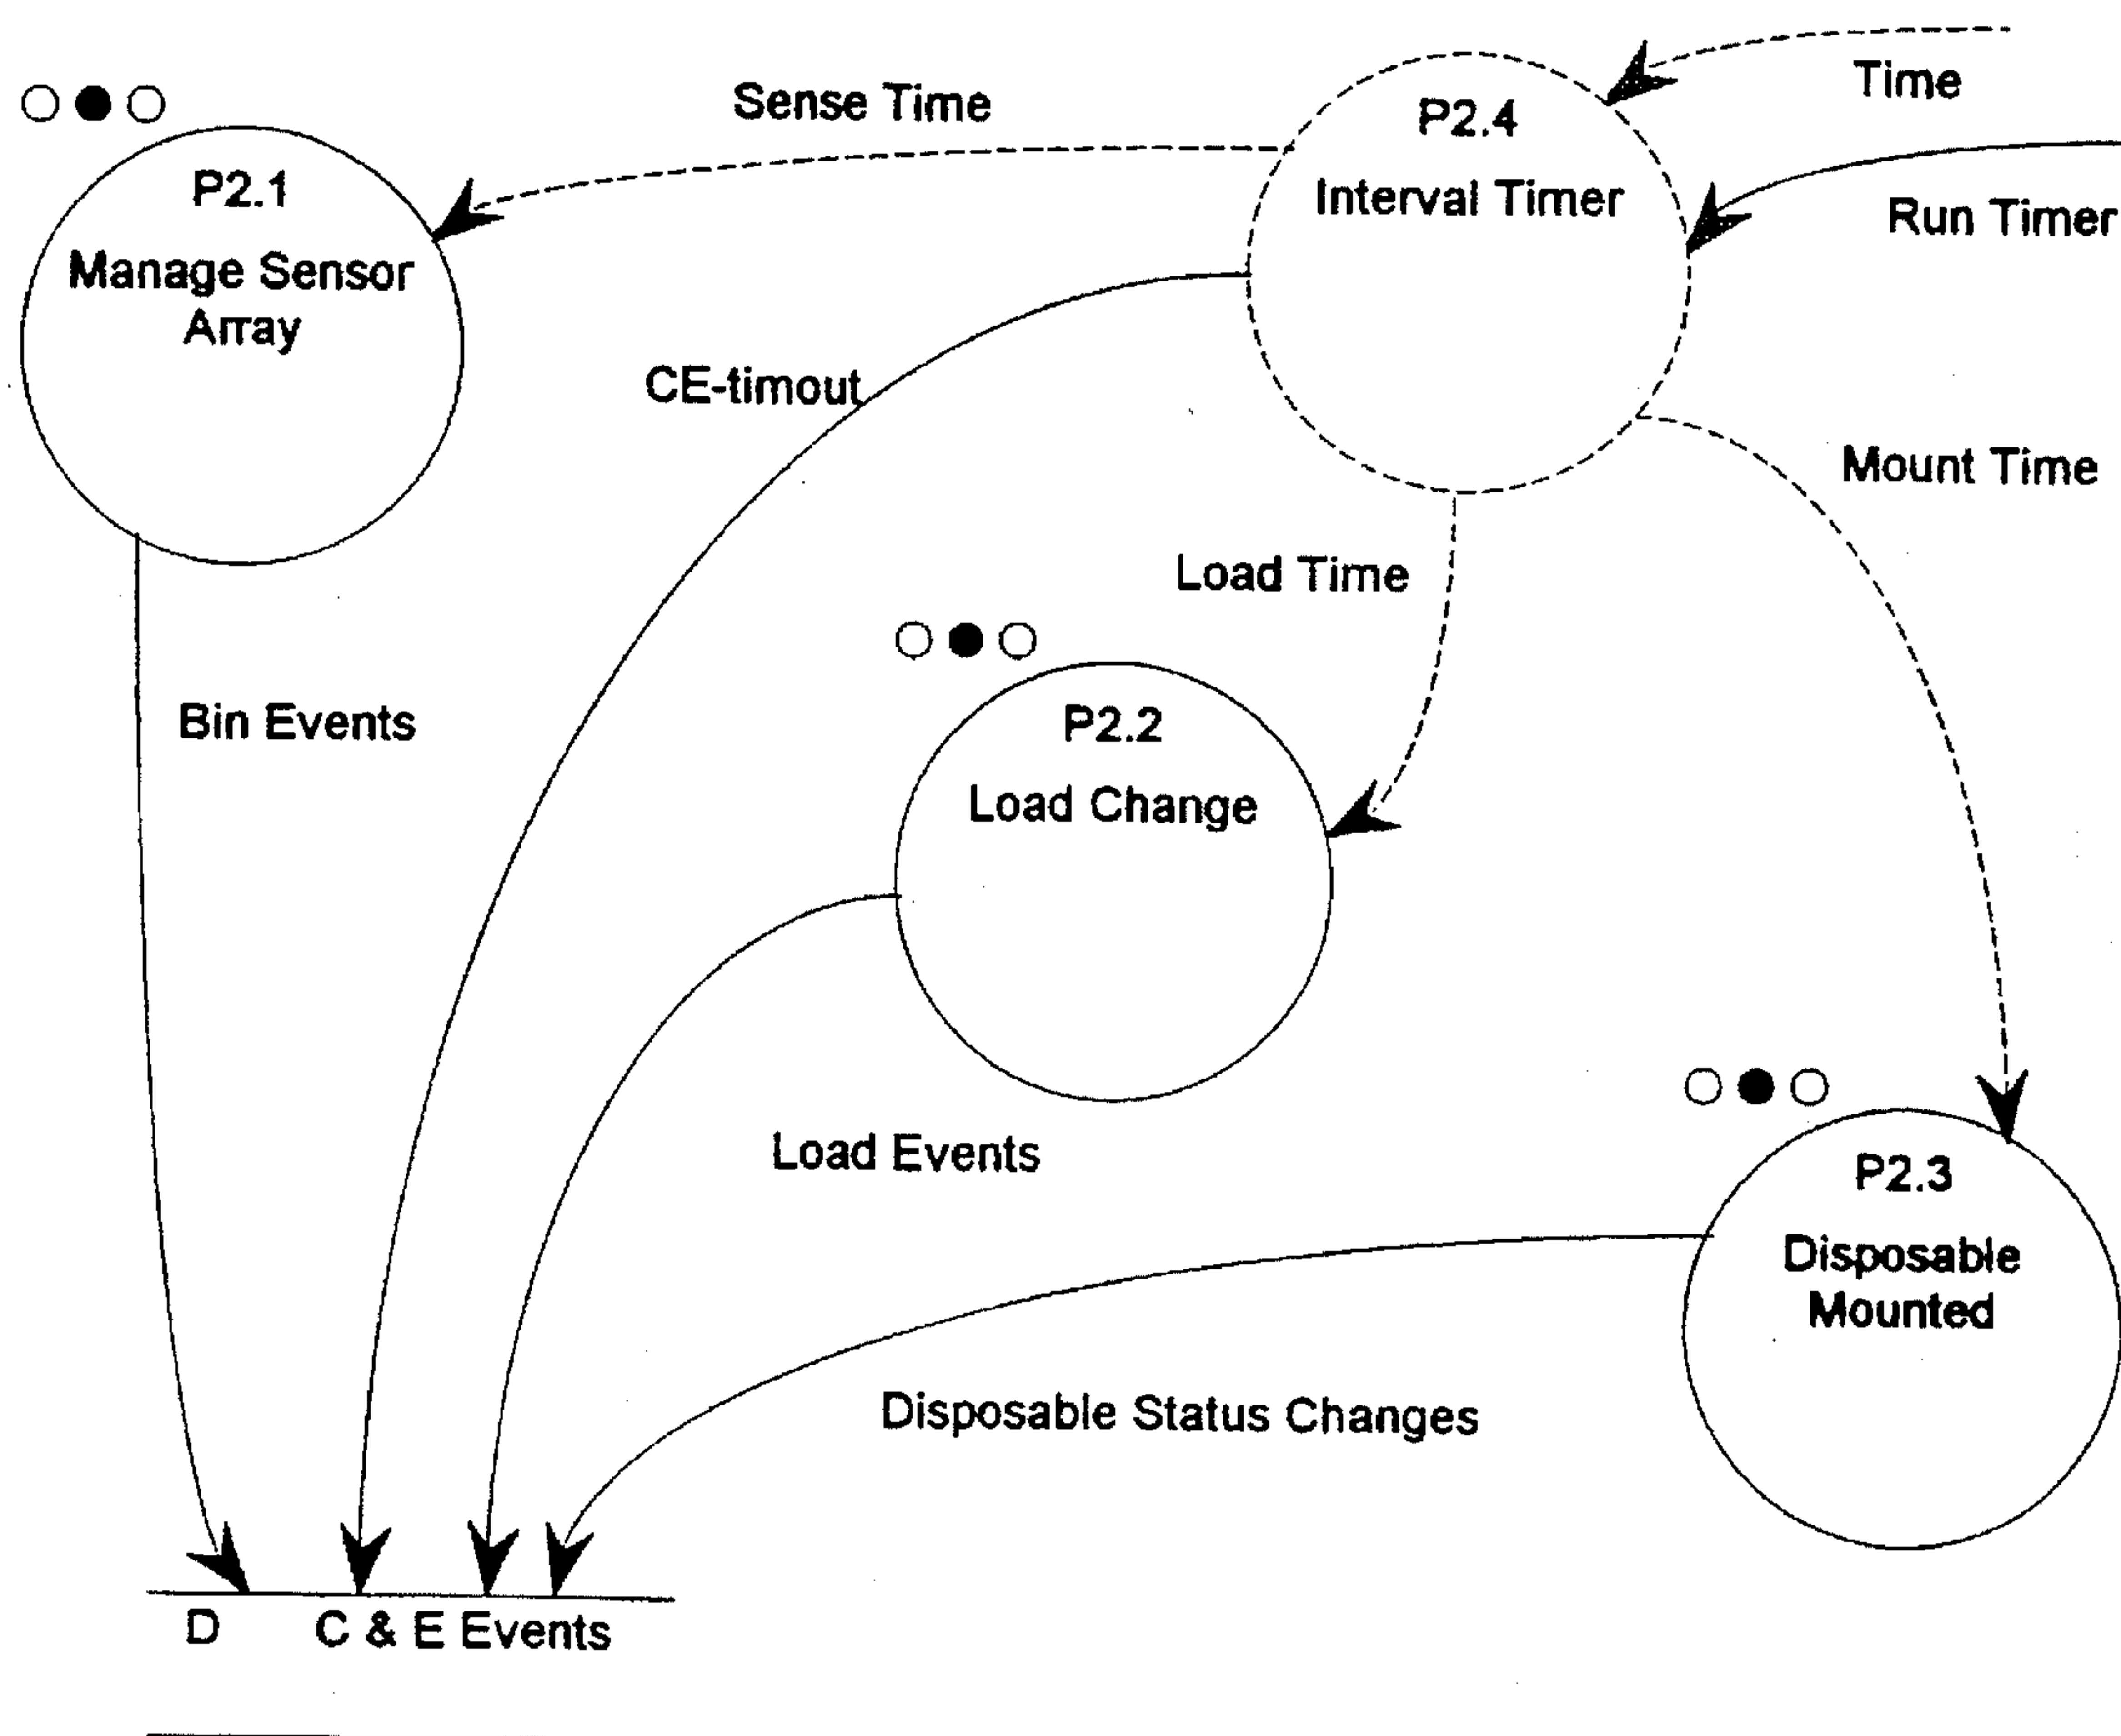 Time
Sense Time
P2.4
Interval Timer
P2.1
Manage Sensor
Array
Run Timer
CE-timout
Mount Time
Load Time
Bin Events
P2.2
Load Change
Load Events
P2.3
Disposable
Mounted
Disposable Status Changes
D C & E Events